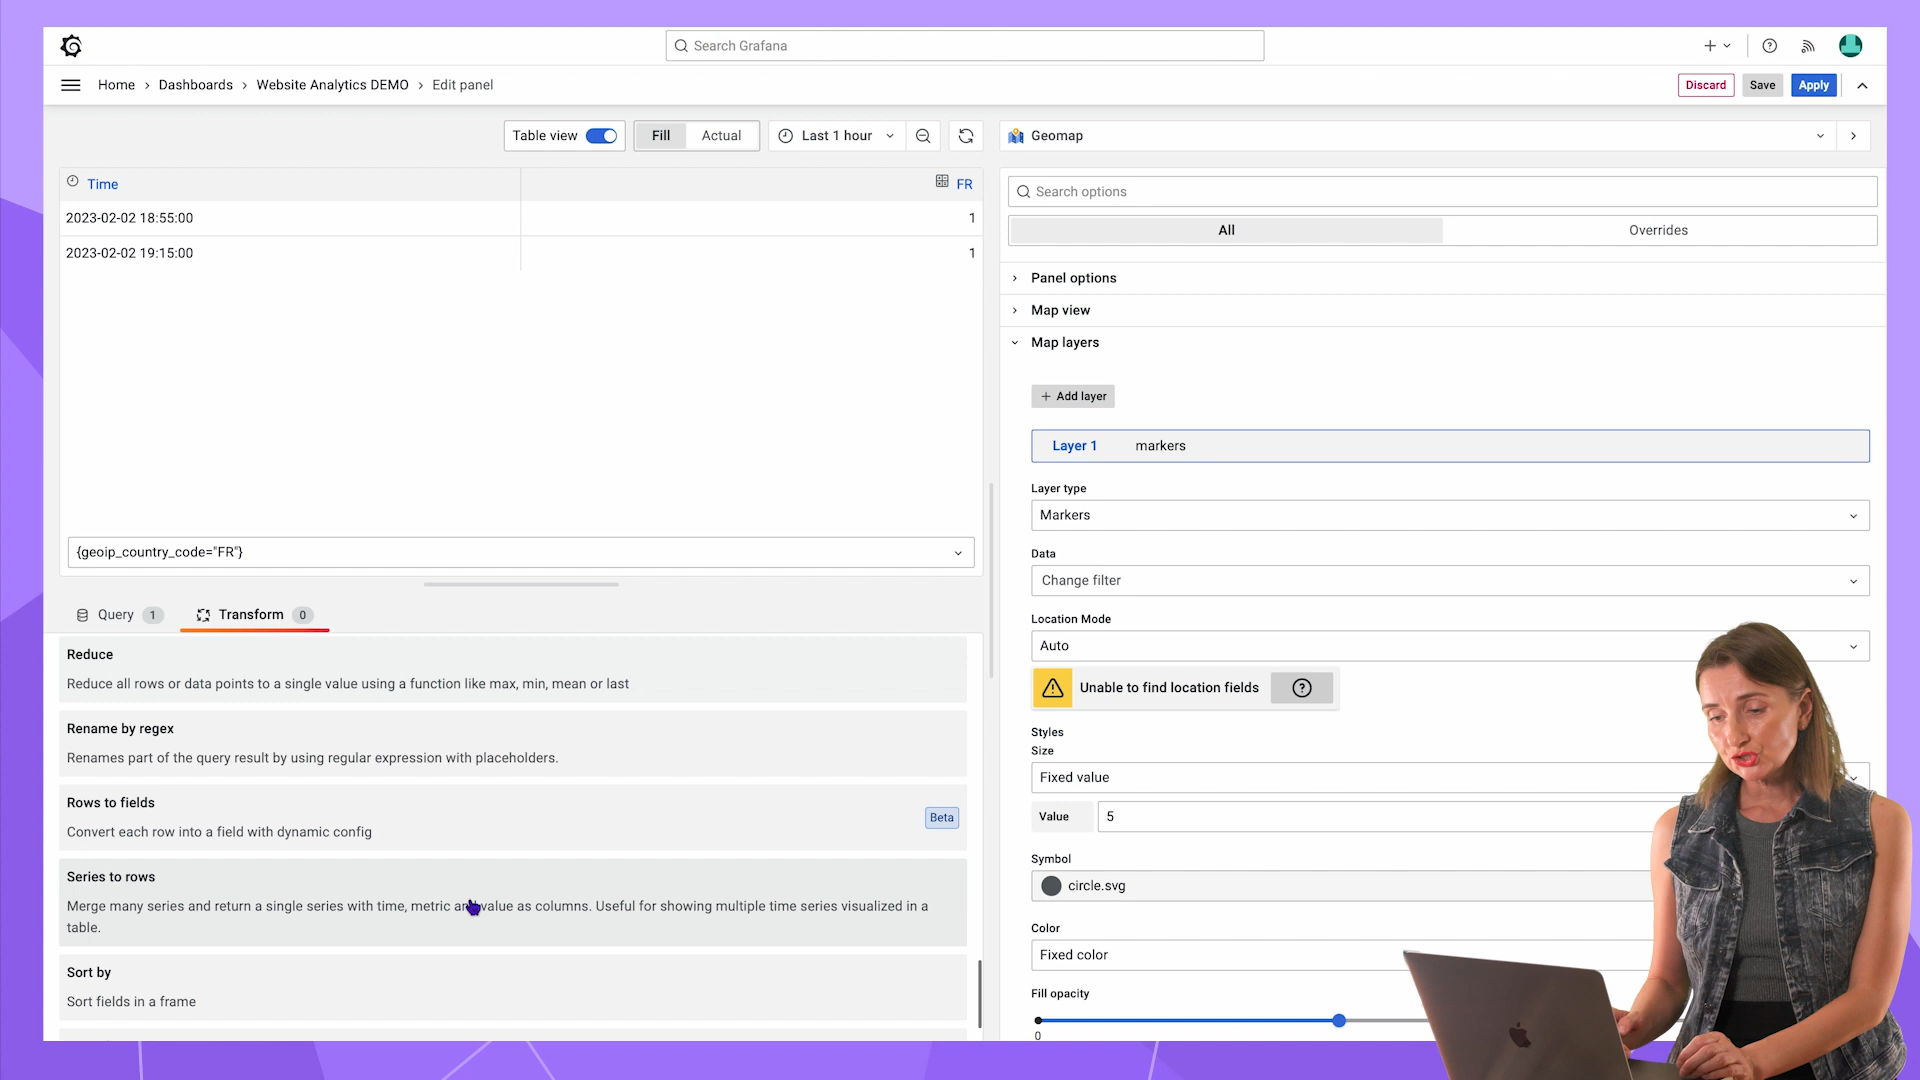 Search Grafana
Home › Dashboards › Website Analytics DEMO › Edit panel
Discard
Save
Apply
Table view
Fill
Actual
Last 1 hour
Time
FR
2023-02-02 18:55:00
1
2023-02-02 19:15:00
1
{geoip_country_code="FR"}
Query 1
Transform 0
Reduce
Reduce all rows or data points to a single value using a function like max, min, mean or last
Rename by regex
Renames part of the query result by using regular expression with placeholders.
Rows to fields
Convert each row into a field with dynamic config
Beta
Series to rows
Merge many series and return a single series with time, metric and value as columns. Useful for showing multiple time series visualized in a
table.
Sort by
Sort fields in a frame
Geomap
Search options
All
Overrides
Panel options
Map view
Map layers
+ Add layer
Layer 1
markers
Layer type
Markers
Data
Change filter
Location Mode
Auto
Unable to find location fields
Styles
Size
Fixed value
Value
5
Symbol
circle.svg
Color
Fixed color
Fill opacity
0